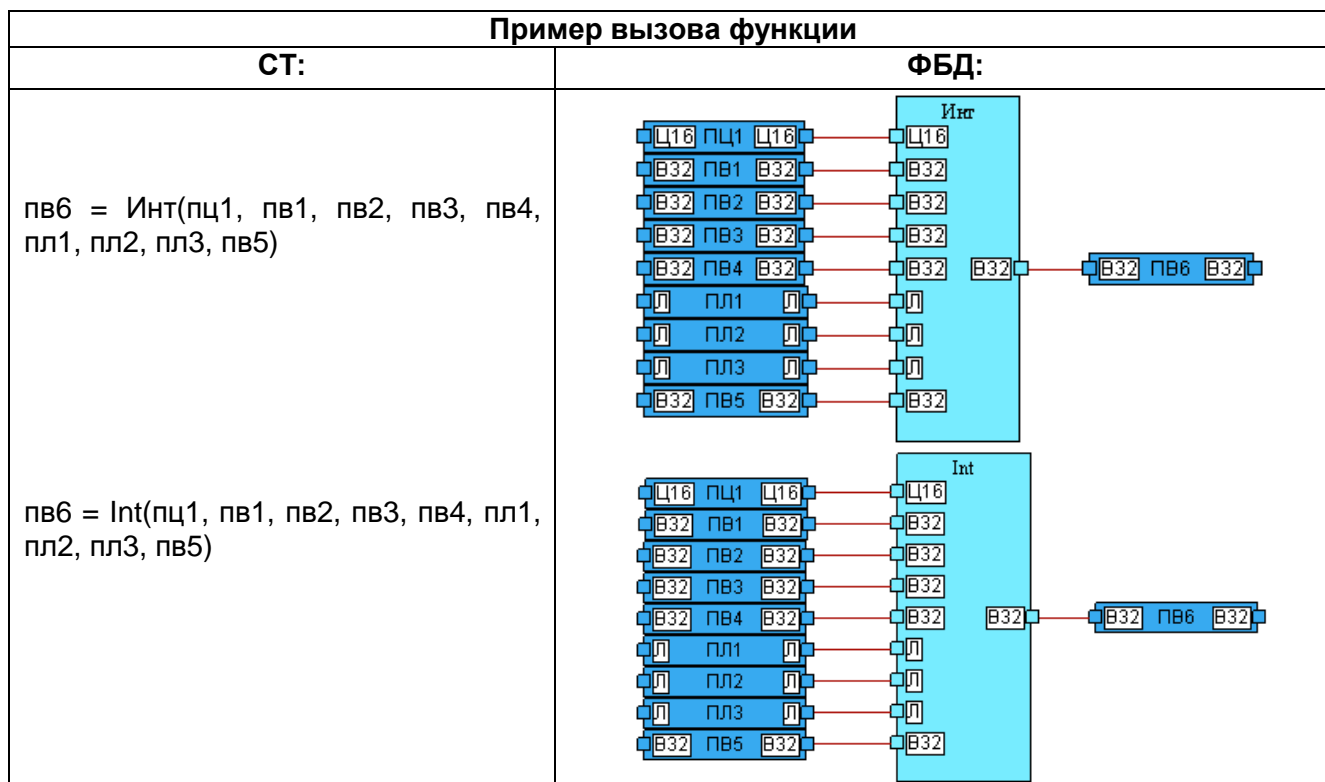 Пример вызова функции
СТ: ФБД:
пв6 = Инт(пц1, пв1, пв2, пв3, пв4,
пл1, пл2, пл3, пв5)
Инт
Ц16 ПЦ1 Ц16 Ц16
В32 ПВ1 В32 В32
В32 ПВ2 В32 В32
В32 ПВ3 В32 В32
В32 ПВ4 В32 В32 В32 В32 ПВ6 В32
Л ПЛ1 Л Л
Л ПЛ2 Л Л
Л ПЛ3 Л Л
В32 ПВ5 В32 В32
пв6 = Int(пц1, пв1, пв2, пв3, пв4, пл1,
пл2, пл3, пв5)
Int
Ц16 ПЦ1 Ц16 Ц16
В32 ПВ1 В32 В32
В32 ПВ2 В32 В32
В32 ПВ3 В32 В32
В32 ПВ4 В32 В32 В32 В32 ПВ6 В32
Л ПЛ1 Л Л
Л ПЛ2 Л Л
Л ПЛ3 Л Л
В32 ПВ5 В32 В32